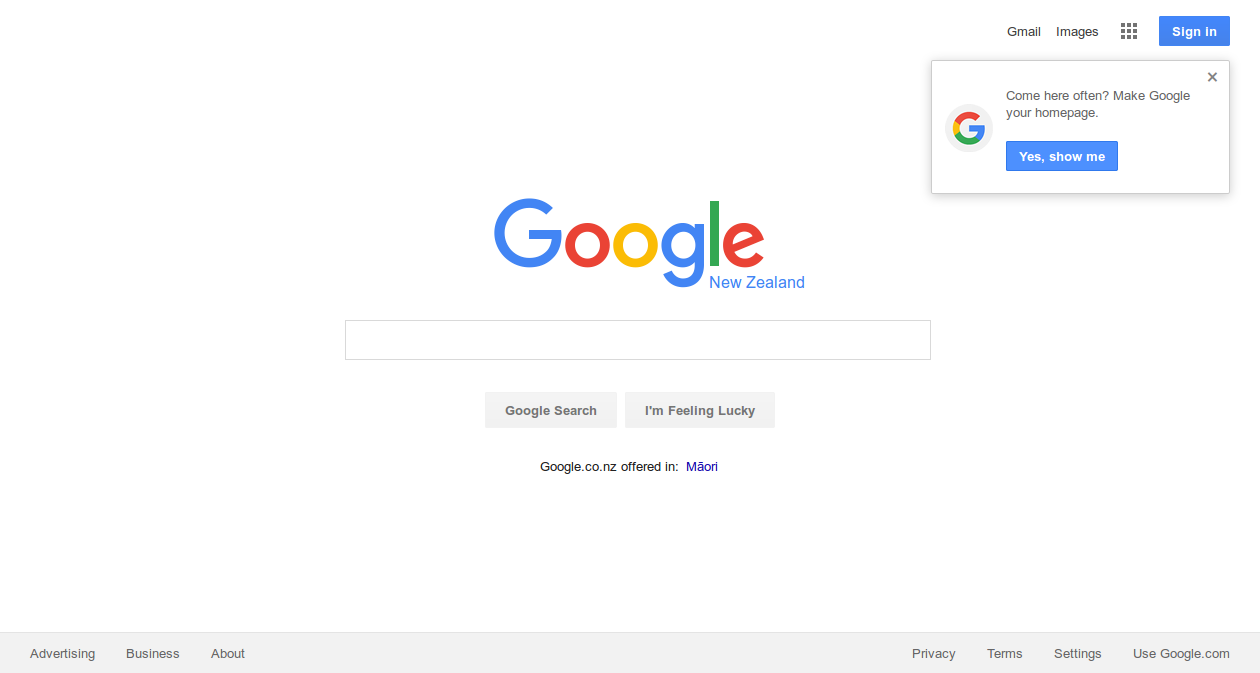 Gmail Images Sign in
Come here often? Make Google
your homepage.
Yes, show me
Google
New Zealand
Google Search I'm Feeling Lucky
Google.co.nz offered in: Māori
Advertising Business About Privacy Terms Settings Use Google.com